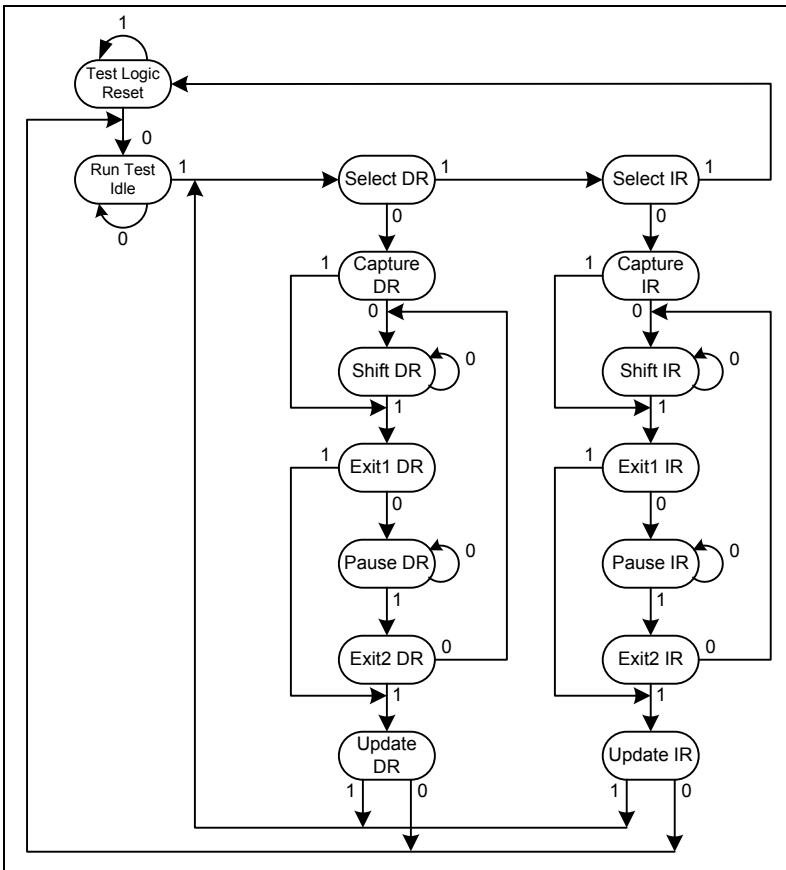 1
Test Logic
Reset
0
Run Test
Idle
1
0
Select DR
1
Select IR
1
0
0
Capture
DR
1
0
Capture
IR
1
0
Shift DR
0
1
Shift IR
0
1
Exit1 DR
1
0
Exit1 IR
1
0
Pause DR
0
1
Pause IR
0
1
Exit2 DR
0
1
Exit2 IR
0
1
Update
DR
1
0
Update IR
1
0